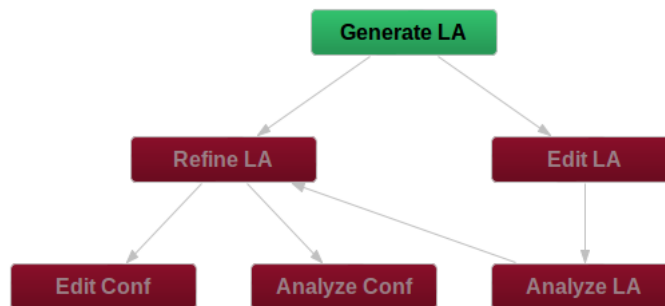 Generate LA
Refine LA
Edit LA
Edit Conf
Analyze Conf
Analyze LA